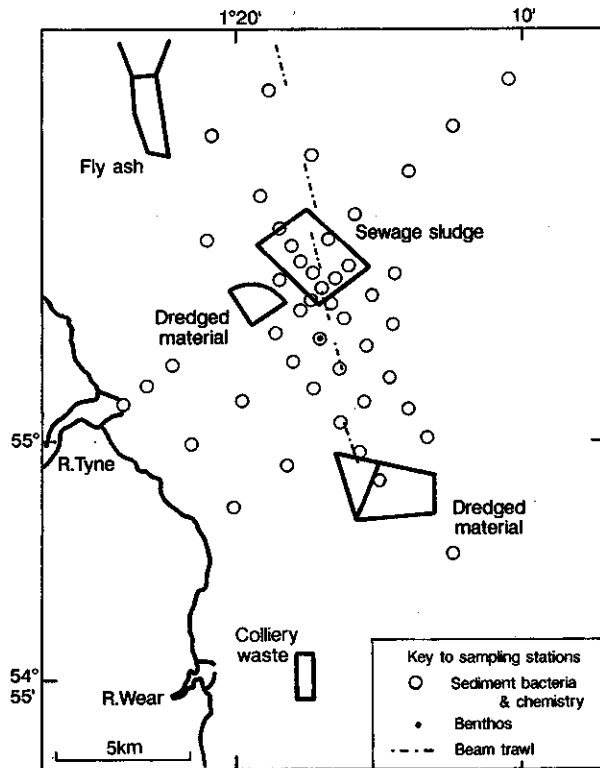 1°20'
10'
Fly ash
Sewage sludge
Dredged
material
55°
R.Tyne
Dredged
material
Colliery
waste
54°
55'
R.Wear
5km
Key to sampling stations
Sediment bacteria
& chemistry
Benthos
Beam trawl